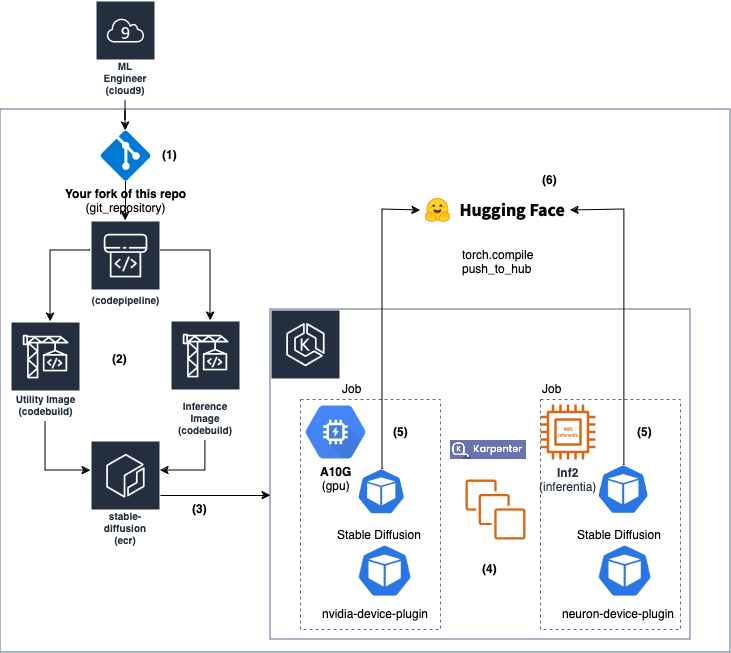 9
ML
Engineer
(cloud9)
(1)
Your fork of this repo
(git_repository)
(codepipeline)
(2)
Utility Image
(codebuild)
Inference
Image
(codebuild)
stable-
diffusion
(ecr)
(3)
(6)
Hugging Face
torch.compile
push_to_hub
K
Job
(5)
A10G
(gpu)
Stable Diffusion
nvidia-device-plugin
K
Karpenter
(4)
Job
AWS
Inferentia
(5)
Inf2
(inferentia)
Stable Diffusion
neuron-device-plugin